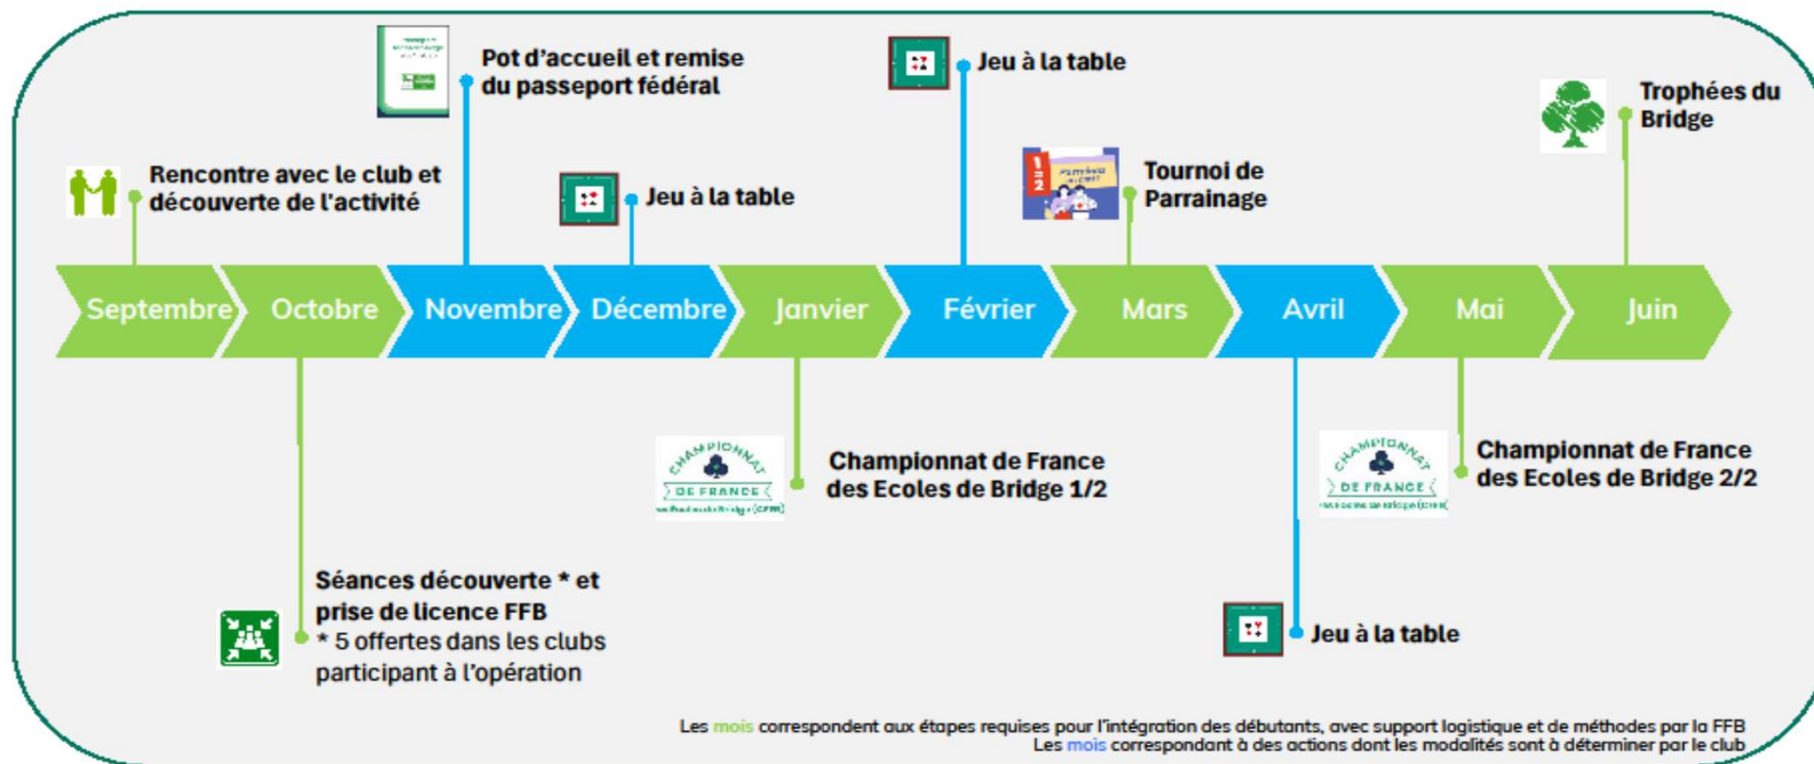 Pot d'accueil et remise
du passeport fédéral
Jeu à la table
Trophées du
Bridge
Rencontre avec le club et
découverte de l'activité
Jeu à la table
Tournoi de
Parrainage
1
=
2
Septembre
Octobre
Novembre
Décembre
Janvier
Février
Mars
Avril
Mai
Juin
CHAMPIONNAT
DE FRANCE
Championnat de France
des Ecoles de Bridge 1/2
CHAMPIONNAT
DE FRANCE
Championnat de France
des Ecoles de Bridge 2/2
Séances découverte * et
prise de licence FFB
* 5 offertes dans les clubs
participant à l'opération
Jeu à la table
Les mois correspondent aux étapes requises pour l'intégration des débutants, avec support logistique et de méthodes par la FFB
Les mois correspondant à des actions dont les modalités sont à déterminer par le club